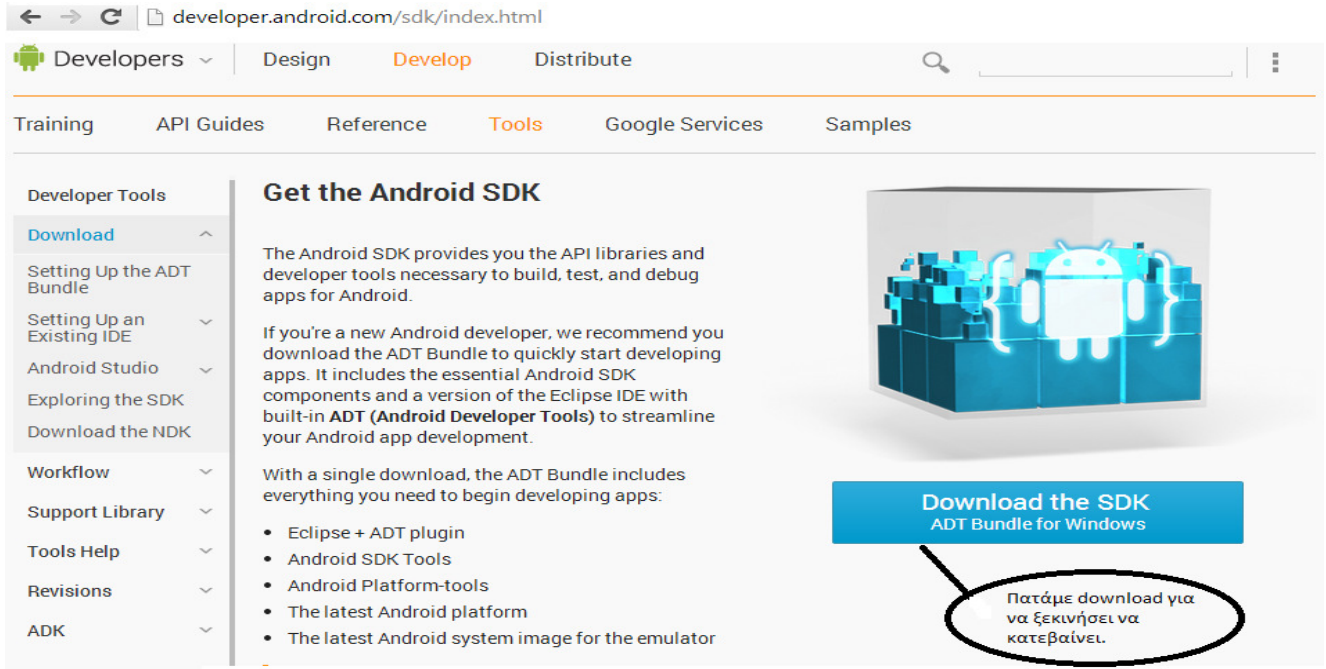 developer.android.com/sdk/index.html
Developers
Design
Develop
Distribute
Training
API Guides
Reference
Tools
Google Services
Samples
Developer Tools
Download
Setting Up the ADT
Bundle
Setting Up an
Existing IDE
Android Studio
Exploring the SDK
Download the NDK
Workflow
Support Library
Tools Help
Revisions
ADK
Get the Android SDK
The Android SDK provides you the API libraries and
developer tools necessary to build, test, and debug
apps for Android.
If you're a new Android developer, we recommend you
download the ADT Bundle to quickly start developing
apps. It includes the essential Android SDK
components and a version of the Eclipse IDE with
built-in ADT (Android Developer Tools) to streamline
your Android app development.
With a single download, the ADT Bundle includes
everything you need to begin developing apps:
• Eclipse + ADT plugin
• Android SDK Tools
• Android Platform-tools
• The latest Android platform
• The latest Android system image for the emulator
{ }
Download the SDK
ADT Bundle for Windows
Πατάμε download για
να ξεκινήσει να
κατεβαίνει.